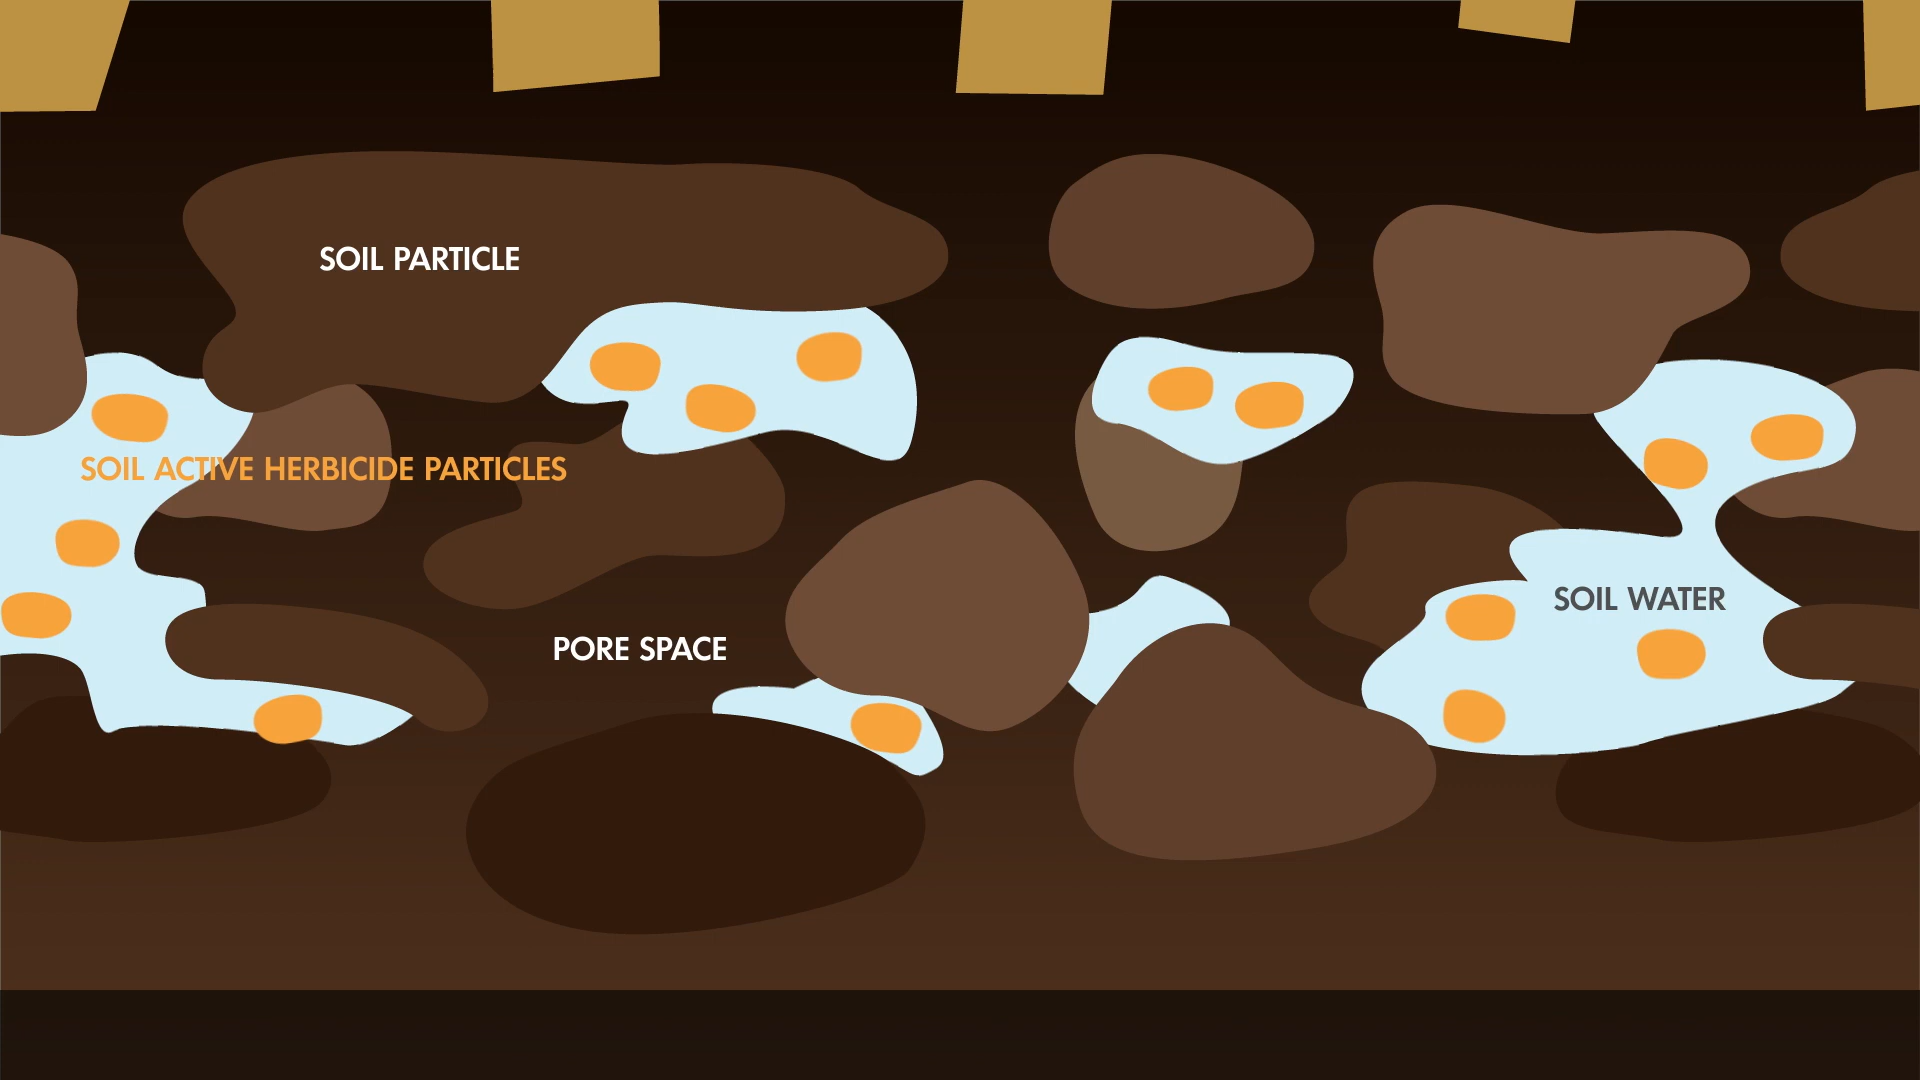 SOIL PARTICLE
SOIL ACTIVE HERBICIDE PARTICLES
SOIL WATER
PORE SPACE